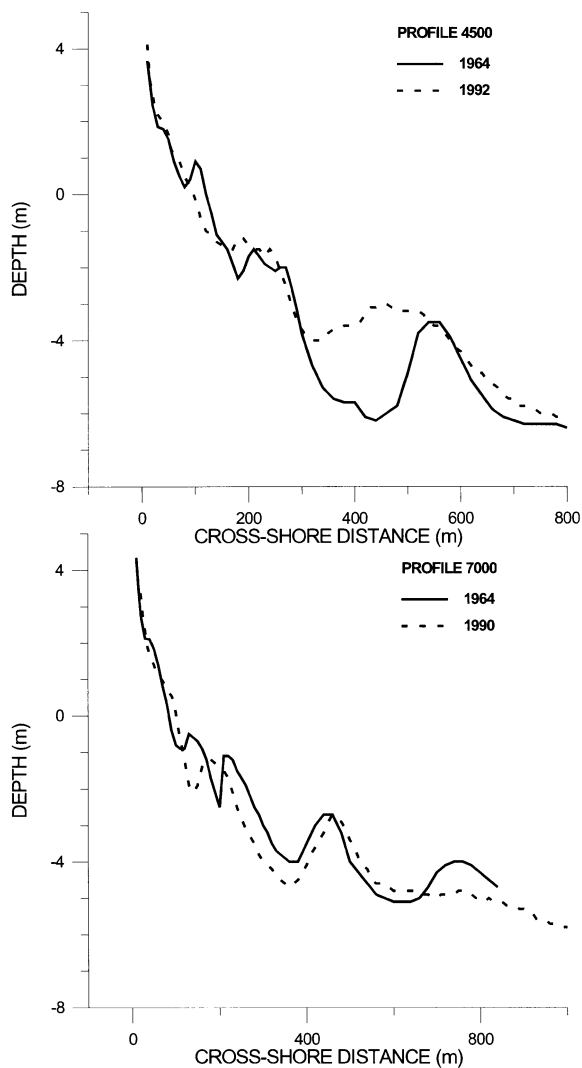 PROFILE 4500
1964
1992
4
0
-4
-8
DEPTH (m)
0 200 400 600 800
CROSS-SHORE DISTANCE (m)
PROFILE 7000
1964
1990
4
0
-4
-8
DEPTH (m)
0 400 800
CROSS-SHORE DISTANCE (m)